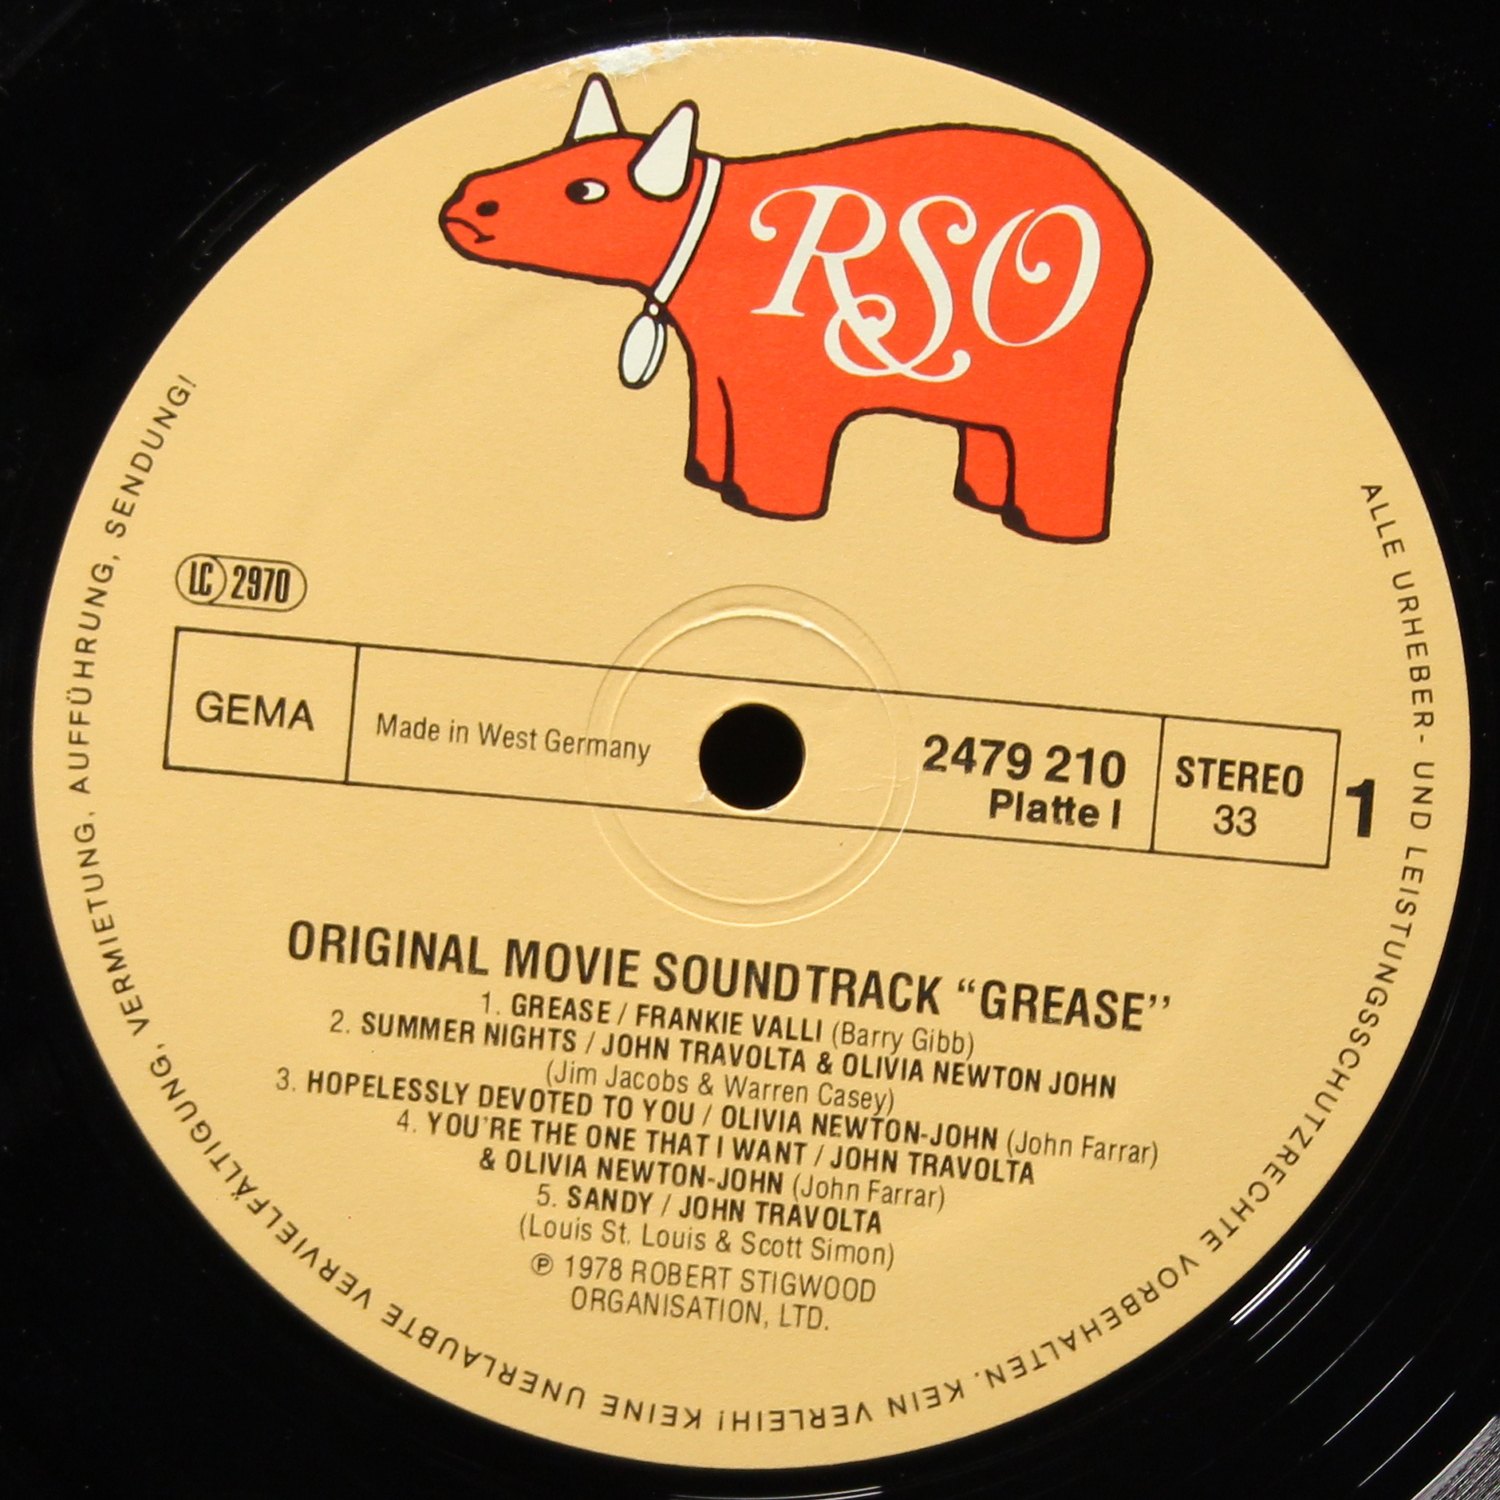 RSO
LC 2970
GEMA
Made in West Germany
2479 210
Platte I
STEREO
33
1
ORIGINAL MOVIE SOUNDTRACK “GREASE”
1. GREASE / FRANKIE VALLI (Barry Gibb)
2. SUMMER NIGHTS / JOHN TRAVOLTA & OLIVIA NEWTON JOHN
(Jim Jacobs & Warren Casey)
3. HOPELESSLY DEVOTED TO YOU / OLIVIA NEWTON-JOHN (John Farrar)
4. YOU'RE THE ONE THAT I WANT / JOHN TRAVOLTA
& OLIVIA NEWTON-JOHN (John Farrar)
5. SANDY / JOHN TRAVOLTA
(Louis St. Louis & Scott Simon)
℗ 1978 ROBERT STIGWOOD
ORGANISATION, LTD.
ALLE URHEBER- UND LEISTUNGSSCHUTZRECHTE VORBEHALTEN. KEIN VERLEIH! KEINE UNERLAUBTE VERVIELFÄLTIGUNG, VERMIETUNG, AUFFÜHRUNG, SENDUNG!